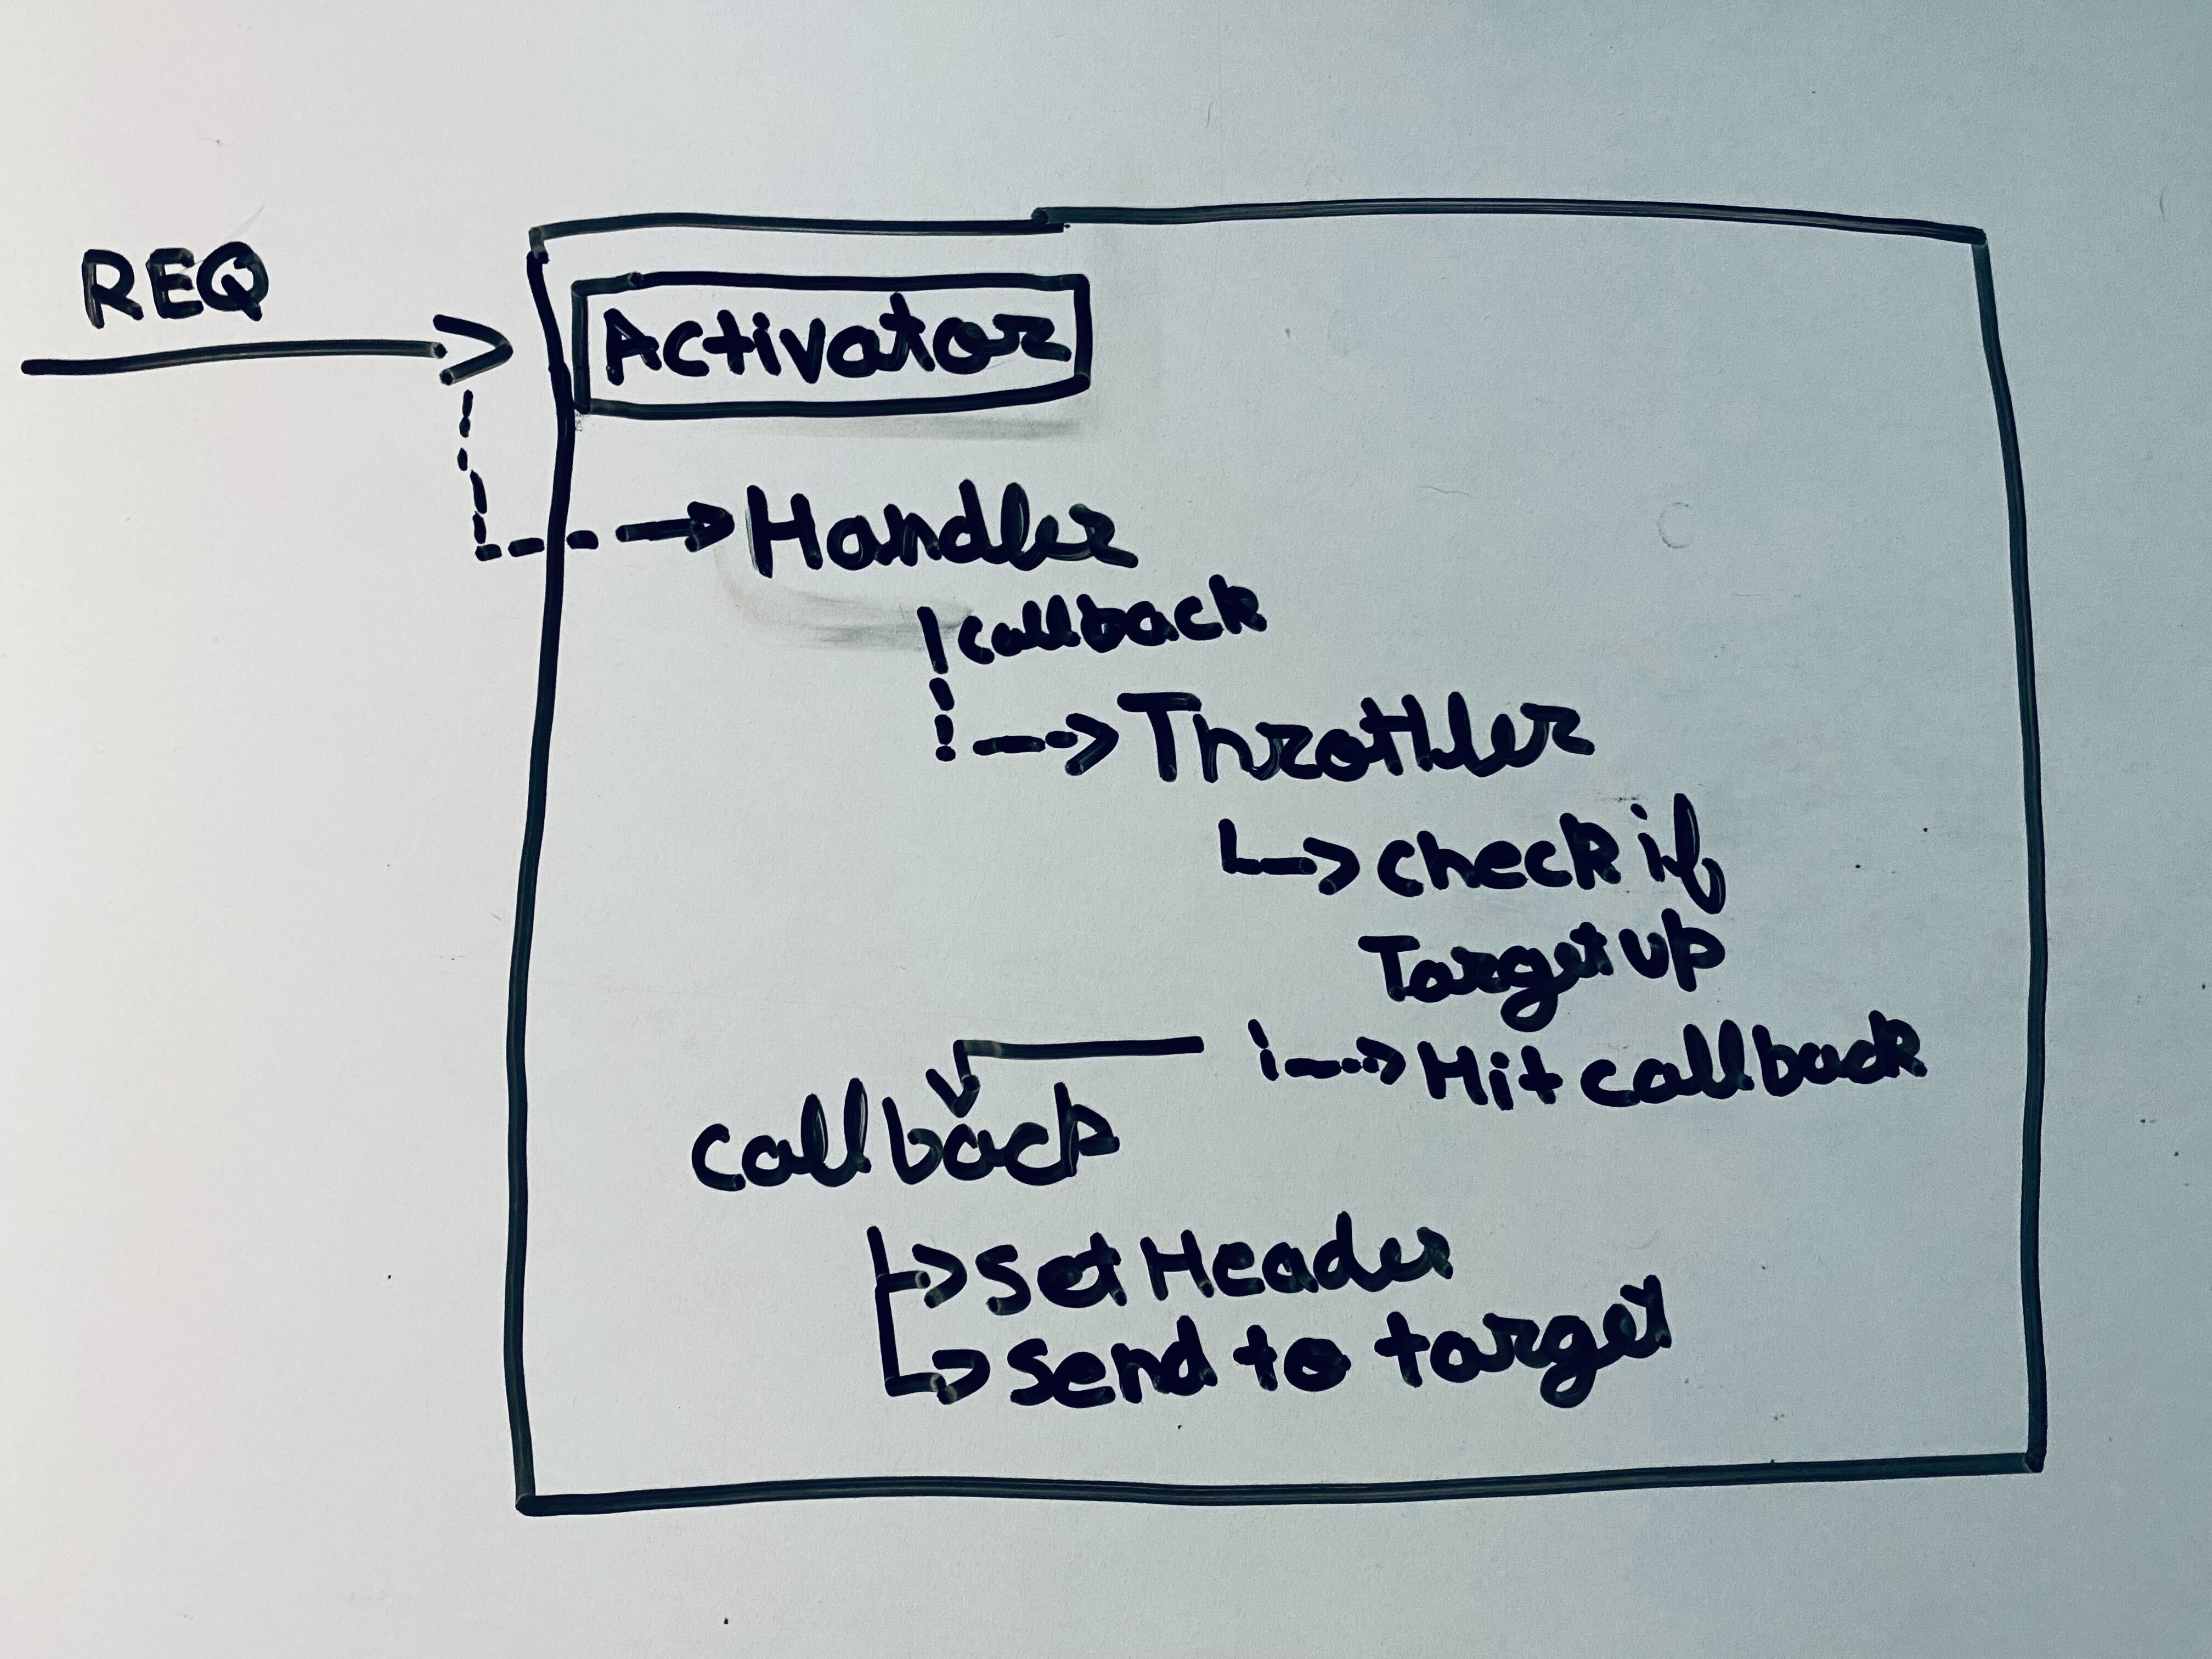 REQ
Activator
Handler
callback
Throttler
check if
Target up
Hit callback
callback
set Header
send to target